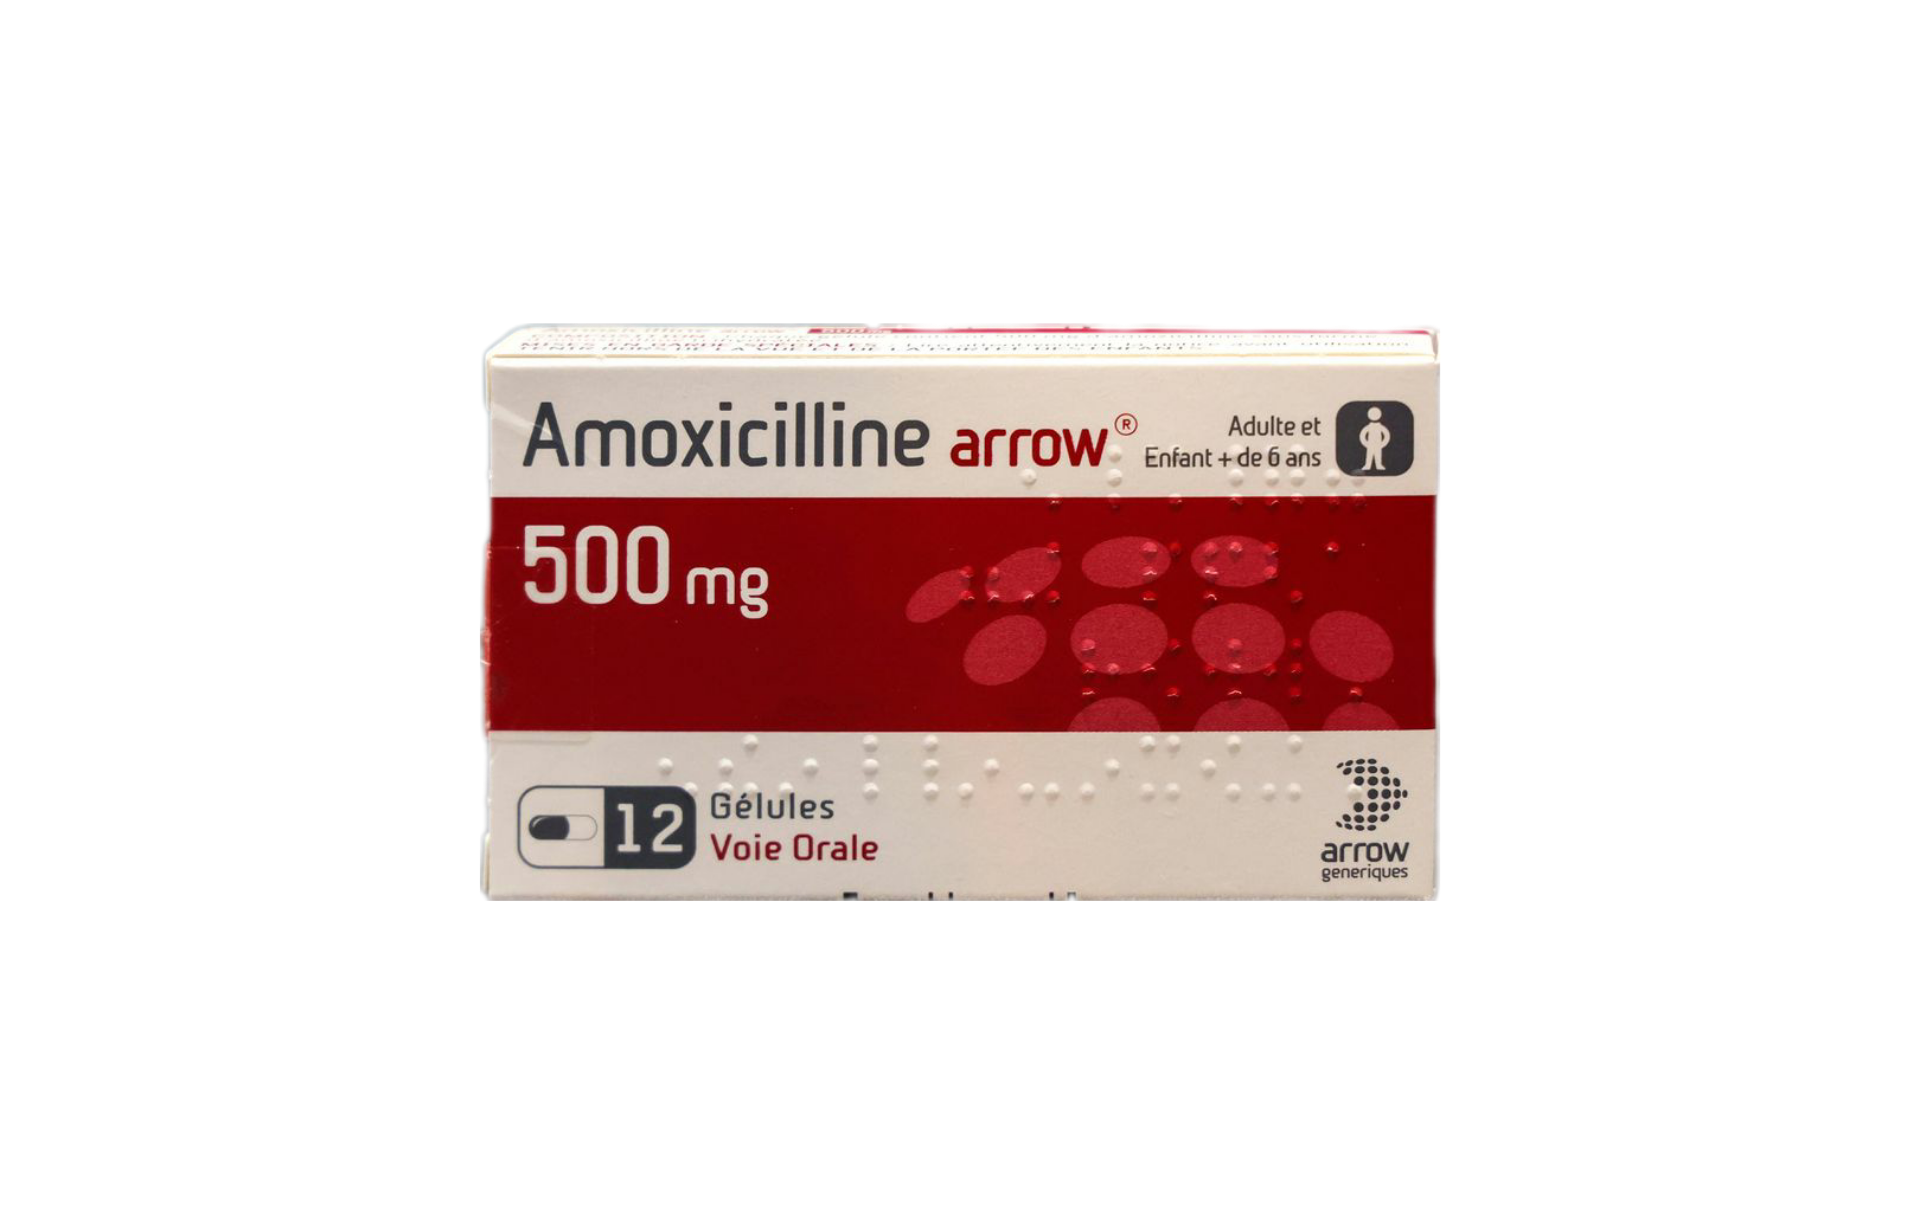 Amoxicilline arrow®
Adulte et
Enfant + de 6 ans
500 mg
12
Gélules
Voie Orale
arrow
generiques